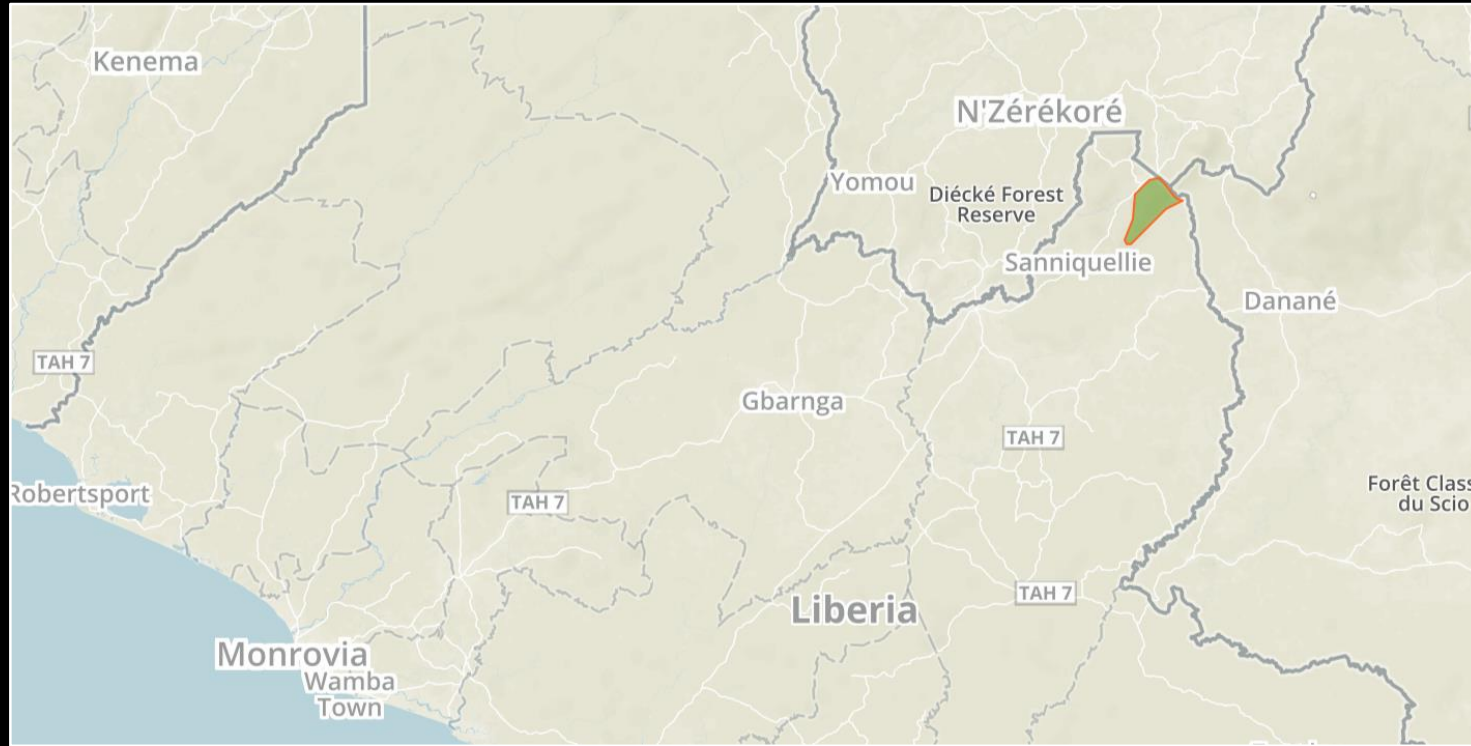 Kenema
N'Zérékoré
Yomou
Diécké Forest
Reserve
Sanniquellie
Danané
TAH 7
Gbarnga
TAH 7
Robertsport
TAH 7
Forêt Class
du Scio
TAH 7
Liberia
Monrovia
Wamba
Town